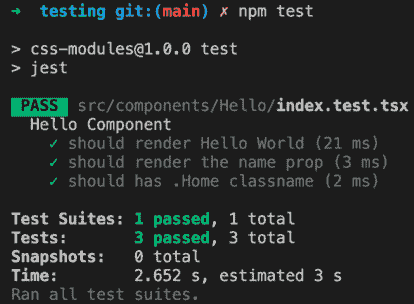 ➜ testing git:(main) ✗ npm test
> css-modules@1.0.0 test
> jest
PASS src/components/Hello/index.test.tsx
Hello Component
✓ should render Hello World (21 ms)
✓ should render the name prop (3 ms)
✓ should has .Home classname (2 ms)
Test Suites: 1 passed, 1 total
Tests: 3 passed, 3 total
Snapshots: 0 total
Time: 2.652 s, estimated 3 s
Ran all test suites.